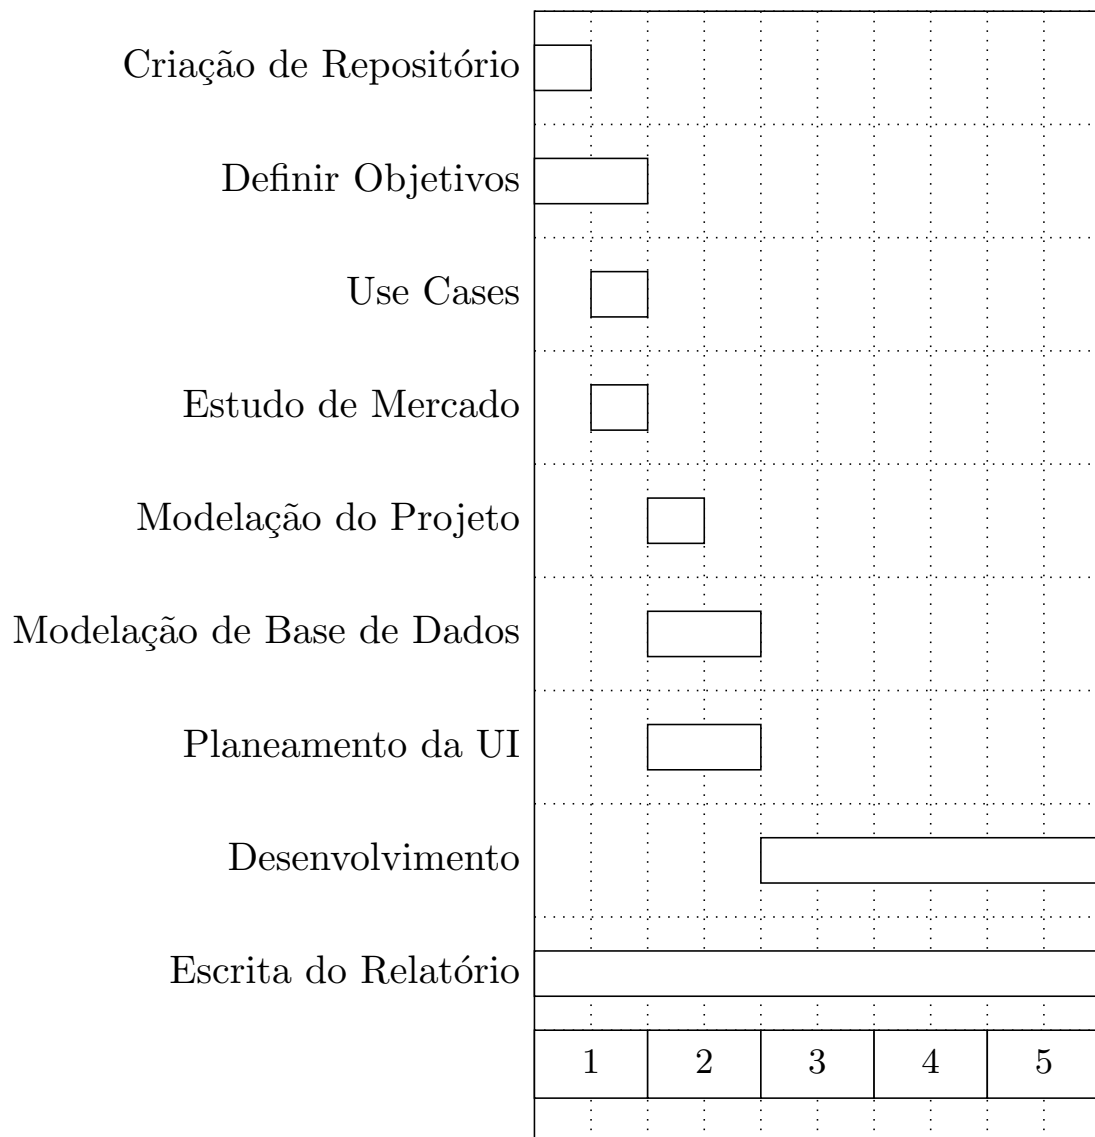 Criação de Repositório
Definir Objetivos
Use Cases
Estudo de Mercado
Modelação do Projeto
Modelação de Base de Dados
Planeamento da UI
Desenvolvimento
Escrita do Relatório
1 2 3 4 5